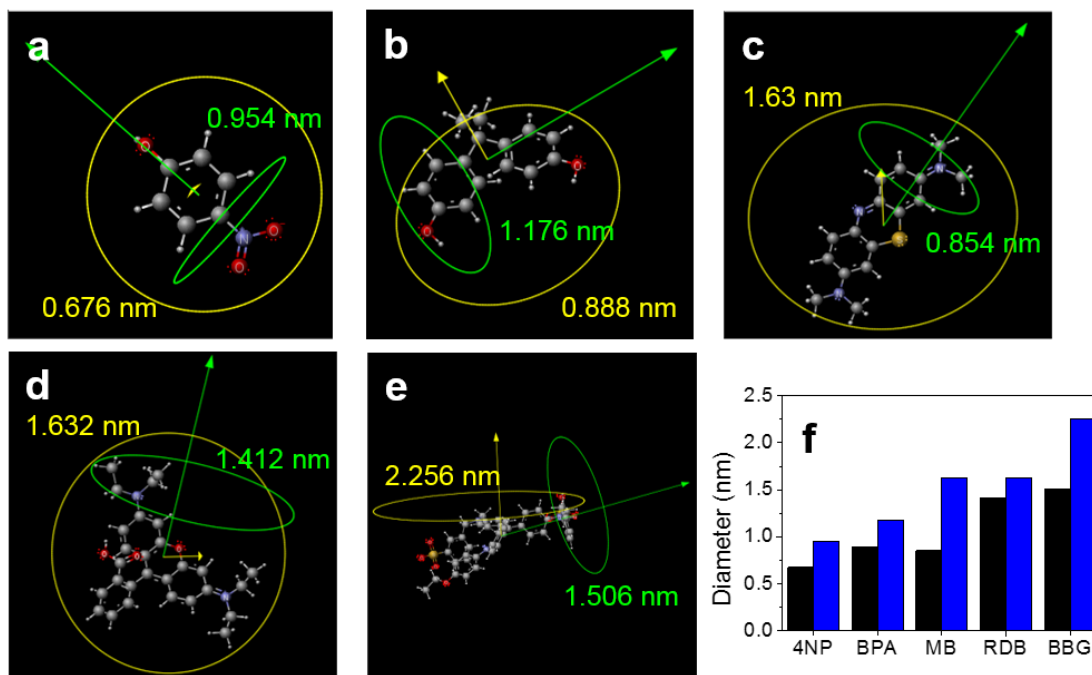 a
0.954 nm
0.676 nm
b
1.176 nm
0.888 nm
c
1.63 nm
0.854 nm
d
1.632 nm
1.412 nm
e
2.256 nm
1.506 nm
f
Diameter (nm)
2.5
2.0
1.5
1.0
0.5
0.0
4NP BPA MB RDB BBG